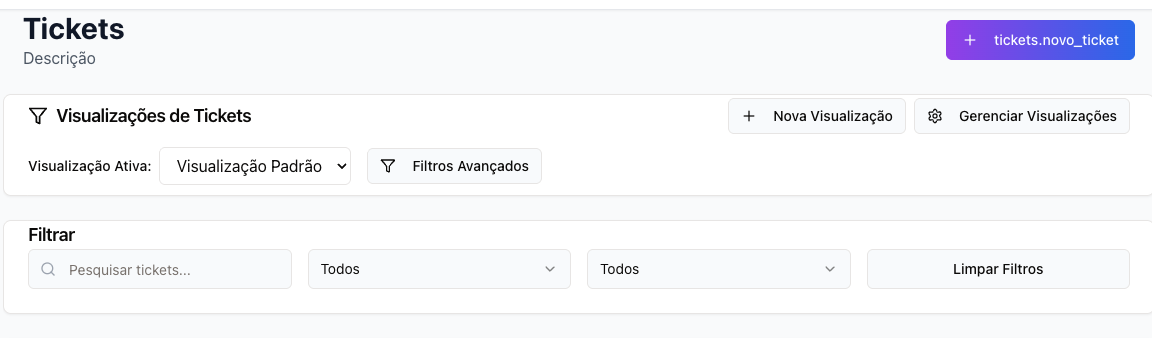 Tickets
Descrição
tickets.novo_ticket
Visualizações de Tickets
Nova Visualização
Gerenciar Visualizações
Visualização Ativa:
Visualização Padrão
Filtros Avançados
Filtrar
Pesquisar tickets...
Todos
Todos
Limpar Filtros